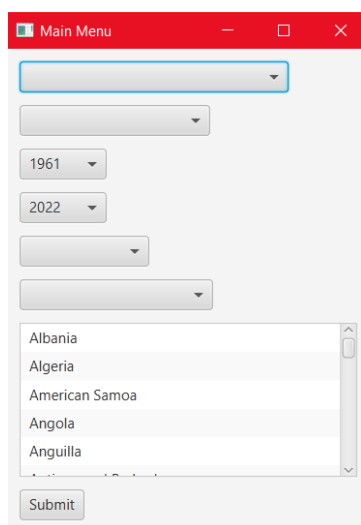 Main Menu
1961
2022
Albania
Algeria
American Samoa
Angola
Anguilla
Submit